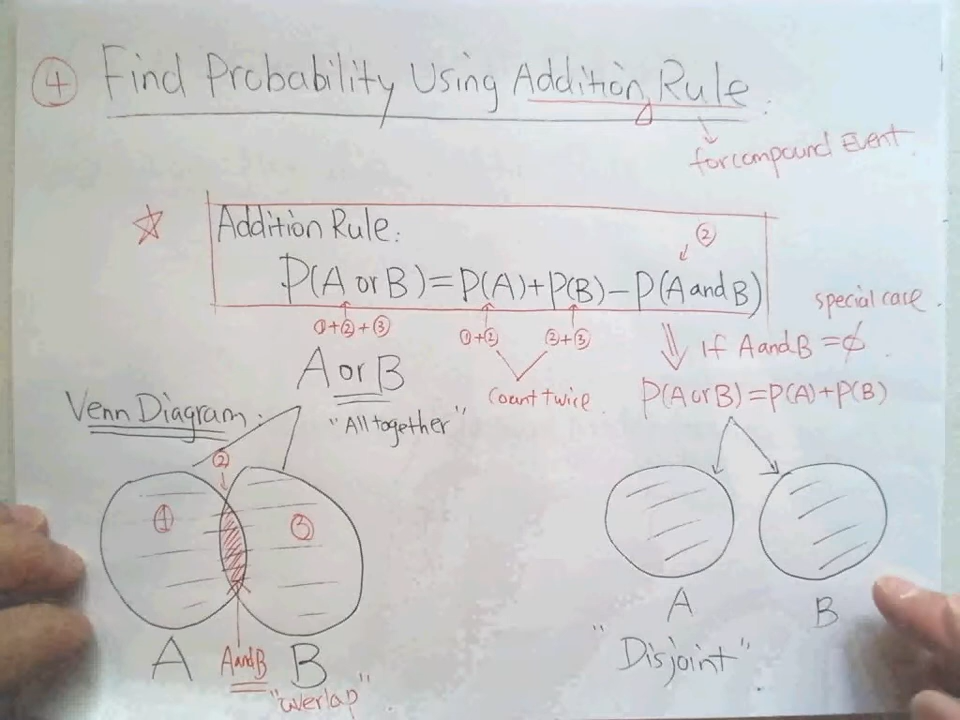 ④ Find Probability Using Addition Rule.
for compound Event.
☆ Addition Rule:
②
P(A or B) = P(A) + P(B) − P(A and B)
①+②+③ ①+② ②+③
count twice.
special case.
if A and B = ∅
P(A or B) = P(A) + P(B)
A or B
"All together"
Venn Diagram:
②
① ③
A A and B B
"overlap"
A B
"Disjoint"